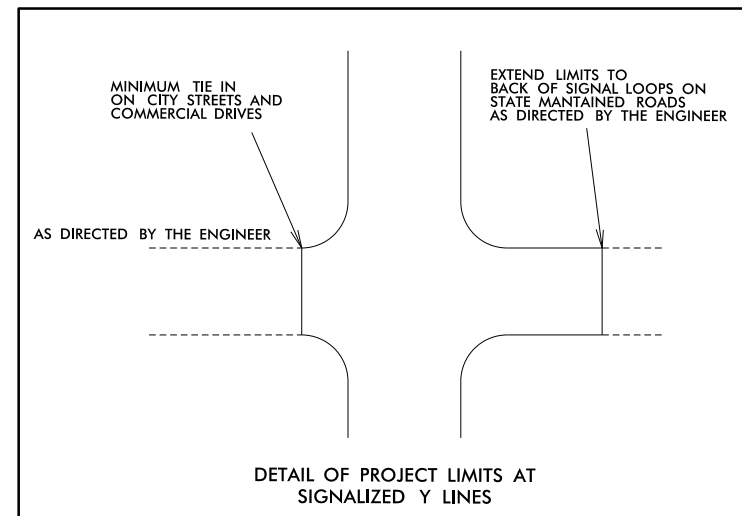 MINIMUM TIE IN
ON CITY STREETS AND
COMMERCIAL DRIVES
EXTEND LIMITS TO
BACK OF SIGNAL LOOPS ON
STATE MANTAINED ROADS
AS DIRECTED BY THE ENGINEER
AS DIRECTED BY THE ENGINEER
DETAIL OF PROJECT LIMITS AT
SIGNALIZED Y LINES